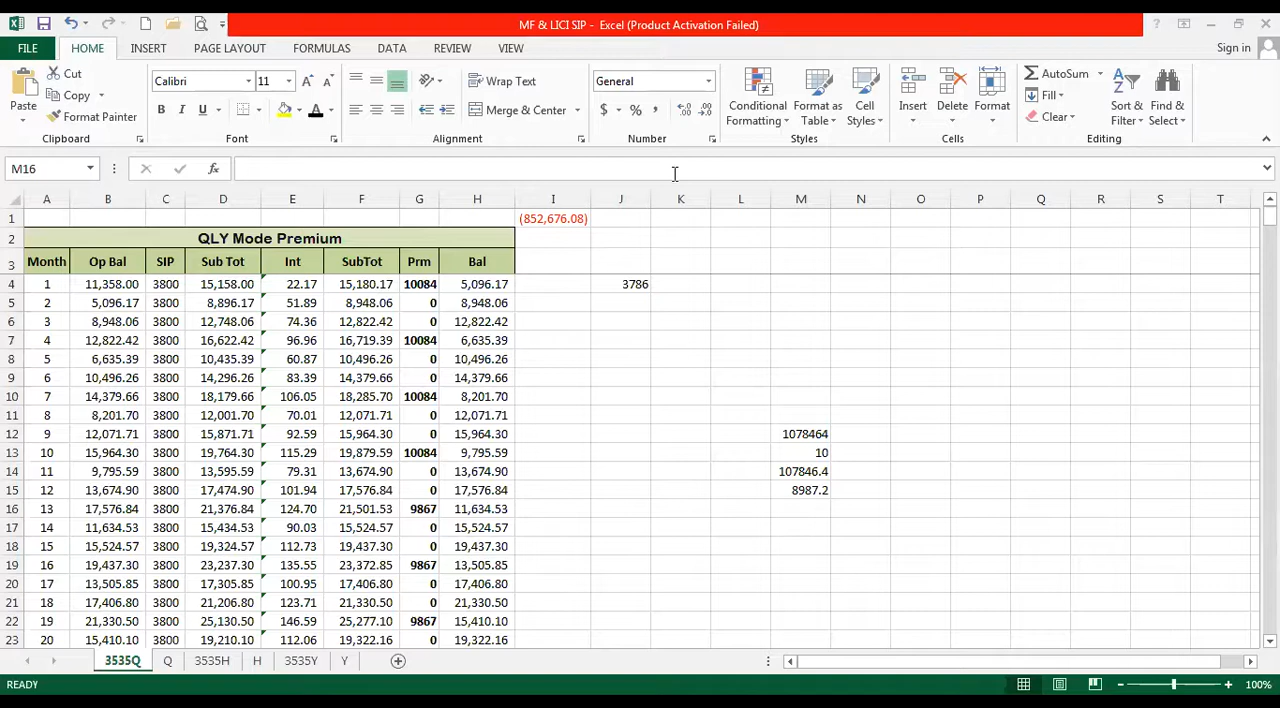 MF & LICI SIP - Excel (Product Activation Failed)
FILE HOME INSERT PAGE LAYOUT FORMULAS DATA REVIEW VIEW Sign in
Cut
Copy
Format Painter
Paste
Clipboard
Calibri 11
B I U
Font
Wrap Text
Merge & Center
Alignment
General
$ % ,
Number
Conditional Formatting
Format as Table
Cell Styles
Styles
Insert
Delete
Format
Cells
AutoSum
Fill
Clear
Sort & Filter
Find & Select
Editing
M16 fx
A B C D E F G H I J K L M N O P Q R S T
1 (852,676.08)
2 QLY Mode Premium
3 Month Op Bal SIP Sub Tot Int SubTot Prm Bal
4 1 11,358.00 3800 15,158.00 22.17 15,180.17 10084 5,096.17 3786
5 2 5,096.17 3800 8,896.17 51.89 8,948.06 0 8,948.06
6 3 8,948.06 3800 12,748.06 74.36 12,822.42 0 12,822.42
7 4 12,822.42 3800 16,622.42 96.96 16,719.39 10084 6,635.39
8 5 6,635.39 3800 10,435.39 60.87 10,496.26 0 10,496.26
9 6 10,496.26 3800 14,296.26 83.39 14,379.66 0 14,379.66
10 7 14,379.66 3800 18,179.66 106.05 18,285.70 10084 8,201.70
11 8 8,201.70 3800 12,001.70 70.01 12,071.71 0 12,071.71
12 9 12,071.71 3800 15,871.71 92.59 15,964.30 0 15,964.30 1078464
13 10 15,964.30 3800 19,764.30 115.29 19,879.59 10084 9,795.59 10
14 11 9,795.59 3800 13,595.59 79.31 13,674.90 0 13,674.90 107846.4
15 12 13,674.90 3800 17,474.90 101.94 17,576.84 0 17,576.84 8987.2
16 13 17,576.84 3800 21,376.84 124.70 21,501.53 9867 11,634.53
17 14 11,634.53 3800 15,434.53 90.03 15,524.57 0 15,524.57
18 15 15,524.57 3800 19,324.57 112.73 19,437.30 0 19,437.30
19 16 19,437.30 3800 23,237.30 135.55 23,372.85 9867 13,505.85
20 17 13,505.85 3800 17,305.85 100.95 17,406.80 0 17,406.80
21 18 17,406.80 3800 21,206.80 123.71 21,330.50 0 21,330.50
22 19 21,330.50 3800 25,130.50 146.59 25,277.10 9867 15,410.10
23 20 15,410.10 3800 19,210.10 112.06 19,322.16 0 19,322.16
3535Q Q 3535H H 3535Y Y
READY 100%